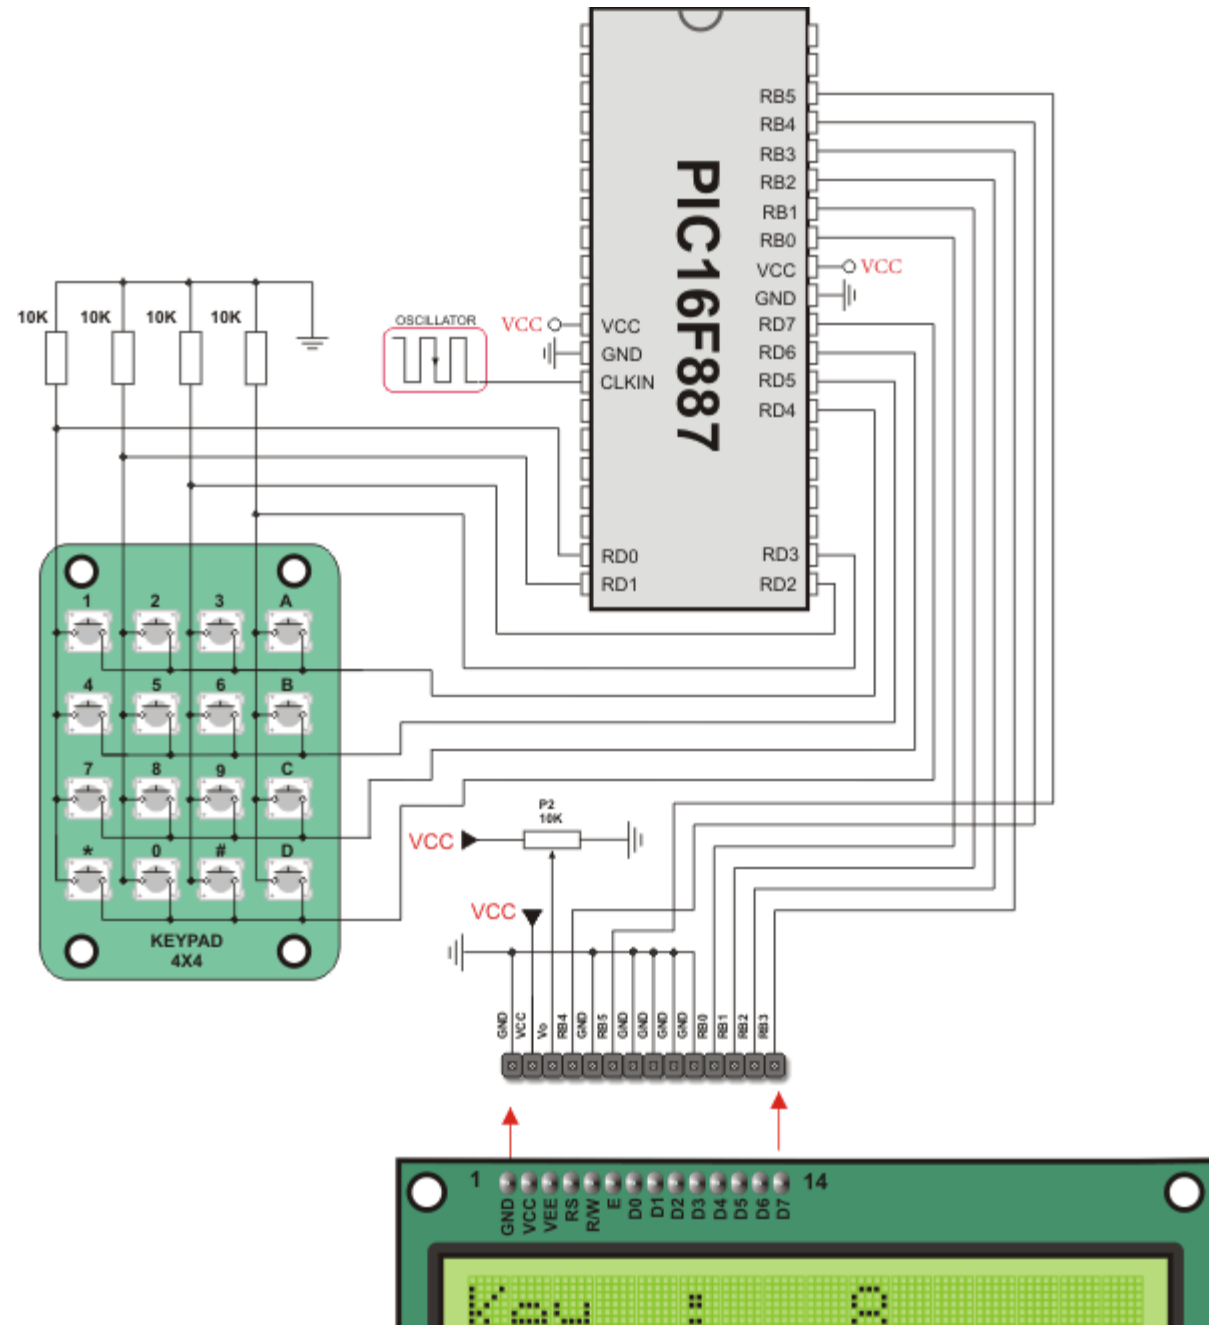 RB5
RB4
RB3
RB2
RB1
RB0
VCC VCC
GND
RD7
RD6
RD5
RD4
RD3
RD2
PIC16F887
VCC VCC
GND
CLKIN
RD0
RD1
OSCILLATOR
10K 10K 10K 10K
1 2 3 A
4 5 6 B
7 8 9 C
* 0 # D
KEYPAD
4X4
P2
10K
VCC
VCC
GND VCC Vo RB4 GND RB5 GND GND GND GND RB0 RB1 RB2 RB3
1 14
GND VCC VEE RS R/W E D0 D1 D2 D3 D4 D5 D6 D7
Key : 8